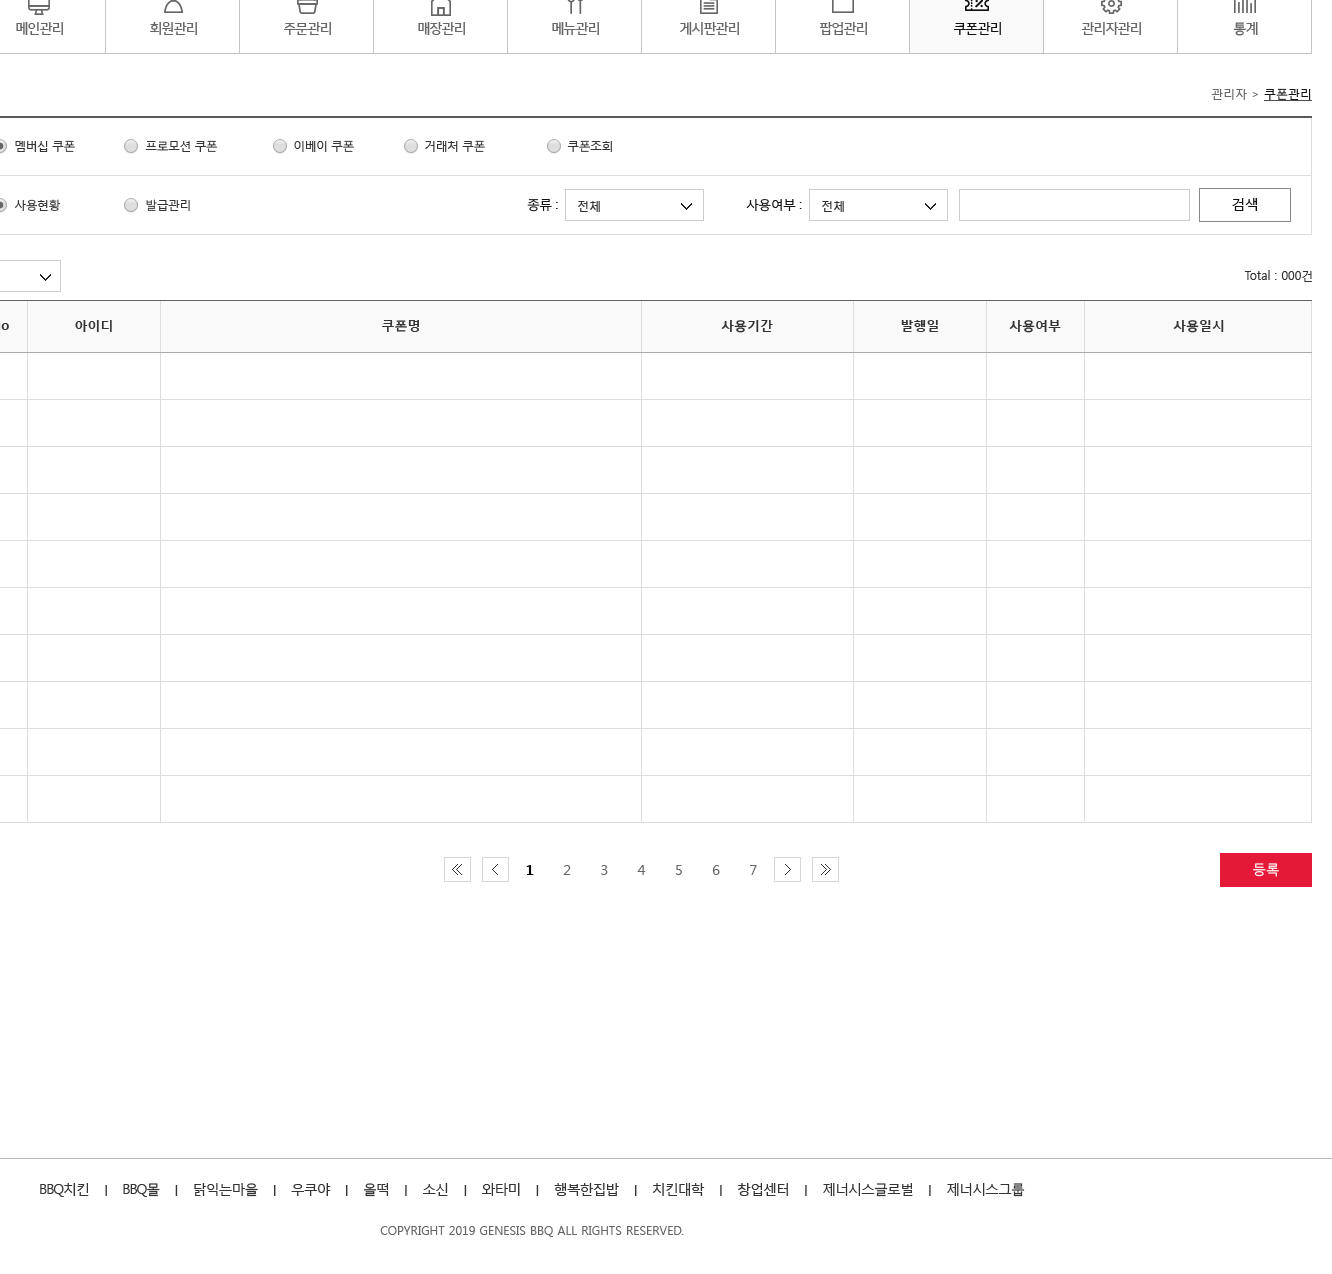 메인관리 회원관리 주문관리 매장관리 메뉴관리 게시판관리 팝업관리 쿠폰관리 관리자관리 통계
관리자 > 쿠폰관리
멤버십 쿠폰 프로모션 쿠폰 이베이 쿠폰 거래처 쿠폰 쿠폰조회
사용현황 발급관리 종류 : 전체 사용여부 : 전체 검색
Total : 000건
아이디 쿠폰명 사용기간 발행일 사용여부 사용일시
1 2 3 4 5 6 7 등록
BBQ치킨 | BBQ몰 | 닭익는마을 | 우쿠야 | 올떡 | 소신 | 와타미 | 행복한집밥 | 치킨대학 | 창업센터 | 제너시스글로벌 | 제너시스그룹
COPYRIGHT 2019 GENESIS BBQ ALL RIGHTS RESERVED.